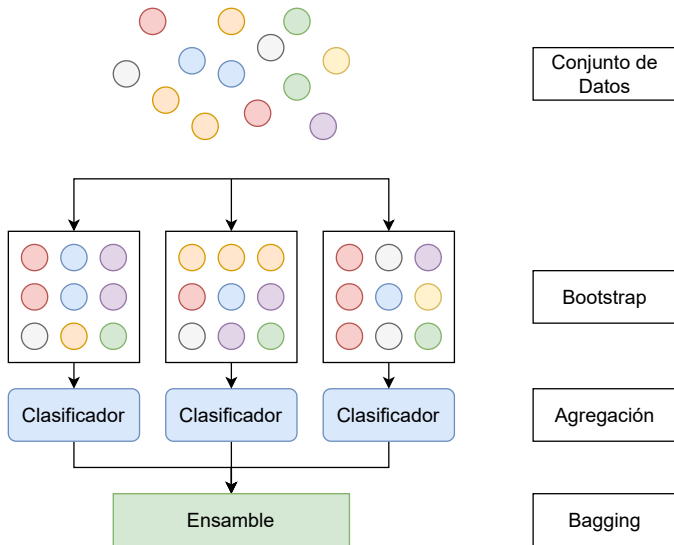 Conjunto de
Datos
Bootstrap
Clasificador
Clasificador
Clasificador
Agregación
Ensamble
Bagging